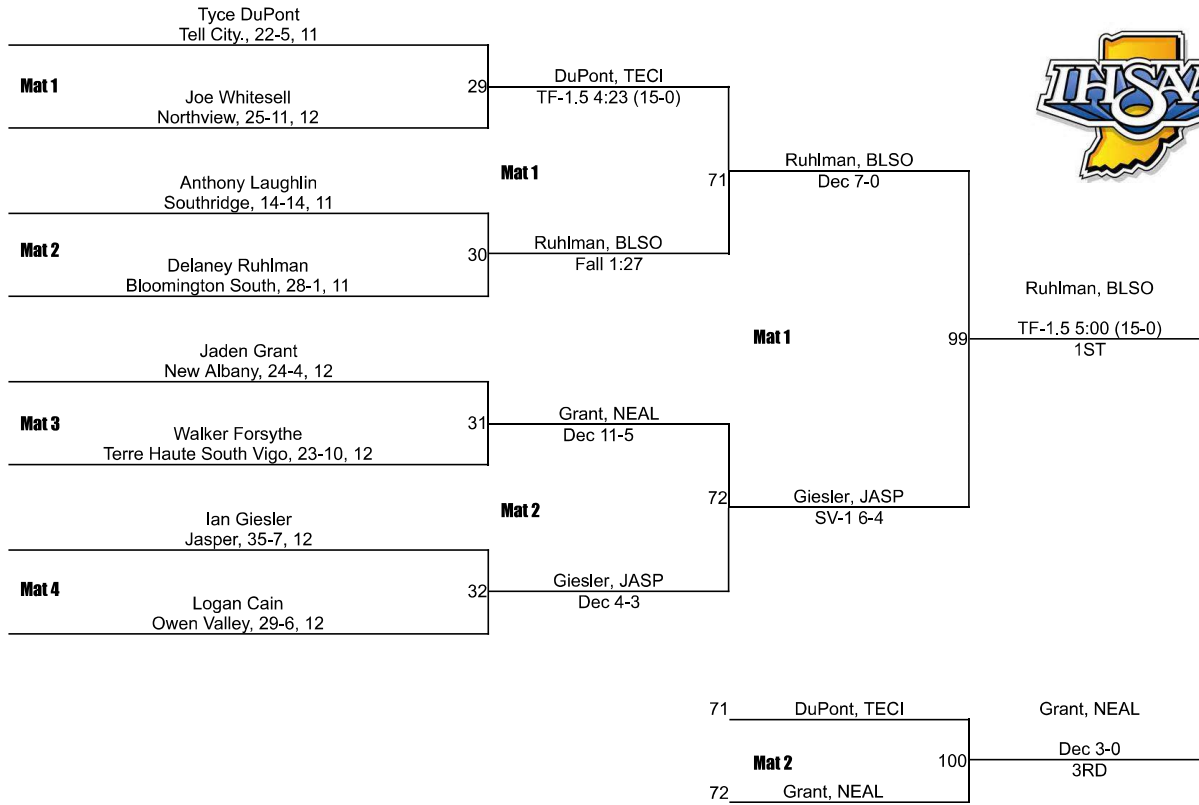 Tyce DuPont
Tell City., 22-5, 11
Mat 1
29
Joe Whitesell
Northview, 25-11, 12
DuPont, TECI
TF-1.5 4:23 (15-0)
Mat 1
71
Anthony Laughlin
Southridge, 14-14, 11
Mat 2
30
Delaney Ruhlman
Bloomington South, 28-1, 11
Ruhlman, BLSO
Fall 1:27
Ruhlman, BLSO
Dec 7-0
Jaden Grant
New Albany, 24-4, 12
Mat 3
31
Walker Forsythe
Terre Haute South Vigo, 23-10, 12
Grant, NEAL
Dec 11-5
Mat 2
72
Ian Giesler
Jasper, 35-7, 12
Mat 4
32
Logan Cain
Owen Valley, 29-6, 12
Giesler, JASP
Dec 4-3
Giesler, JASP
SV-1 6-4
Mat 1
99
Ruhlman, BLSO
TF-1.5 5:00 (15-0)
1ST
IHSAA
71
DuPont, TECI
Mat 2
100
72
Grant, NEAL
Grant, NEAL
Dec 3-0
3RD